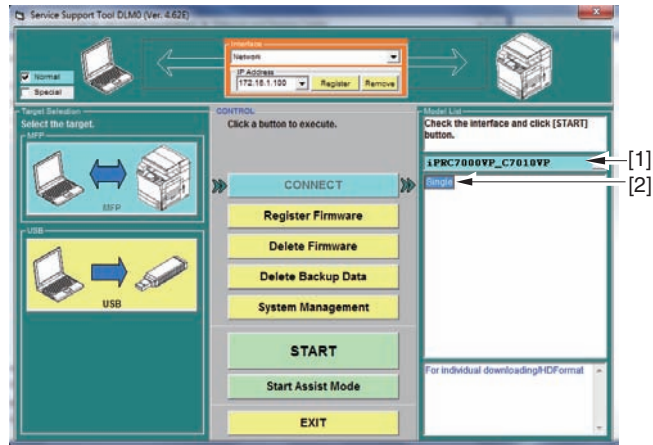 Service Support Tool DLM0 (Ver. 4.62E)
Normal
Special
Interface
Network
IP Address
172.16.1.100
Register
Remove
Target Selection
Select the target.
MFP
MFP
USB
USB
CONTROL
Click a button to execute.
CONNECT
Register Firmware
Delete Firmware
Delete Backup Data
System Management
START
Start Assist Mode
EXIT
Model List
Check the interface and click [START]
button.
iPRC7000VP_C7010VP
[1]
Single
[2]
For individual downloading/HDFormat